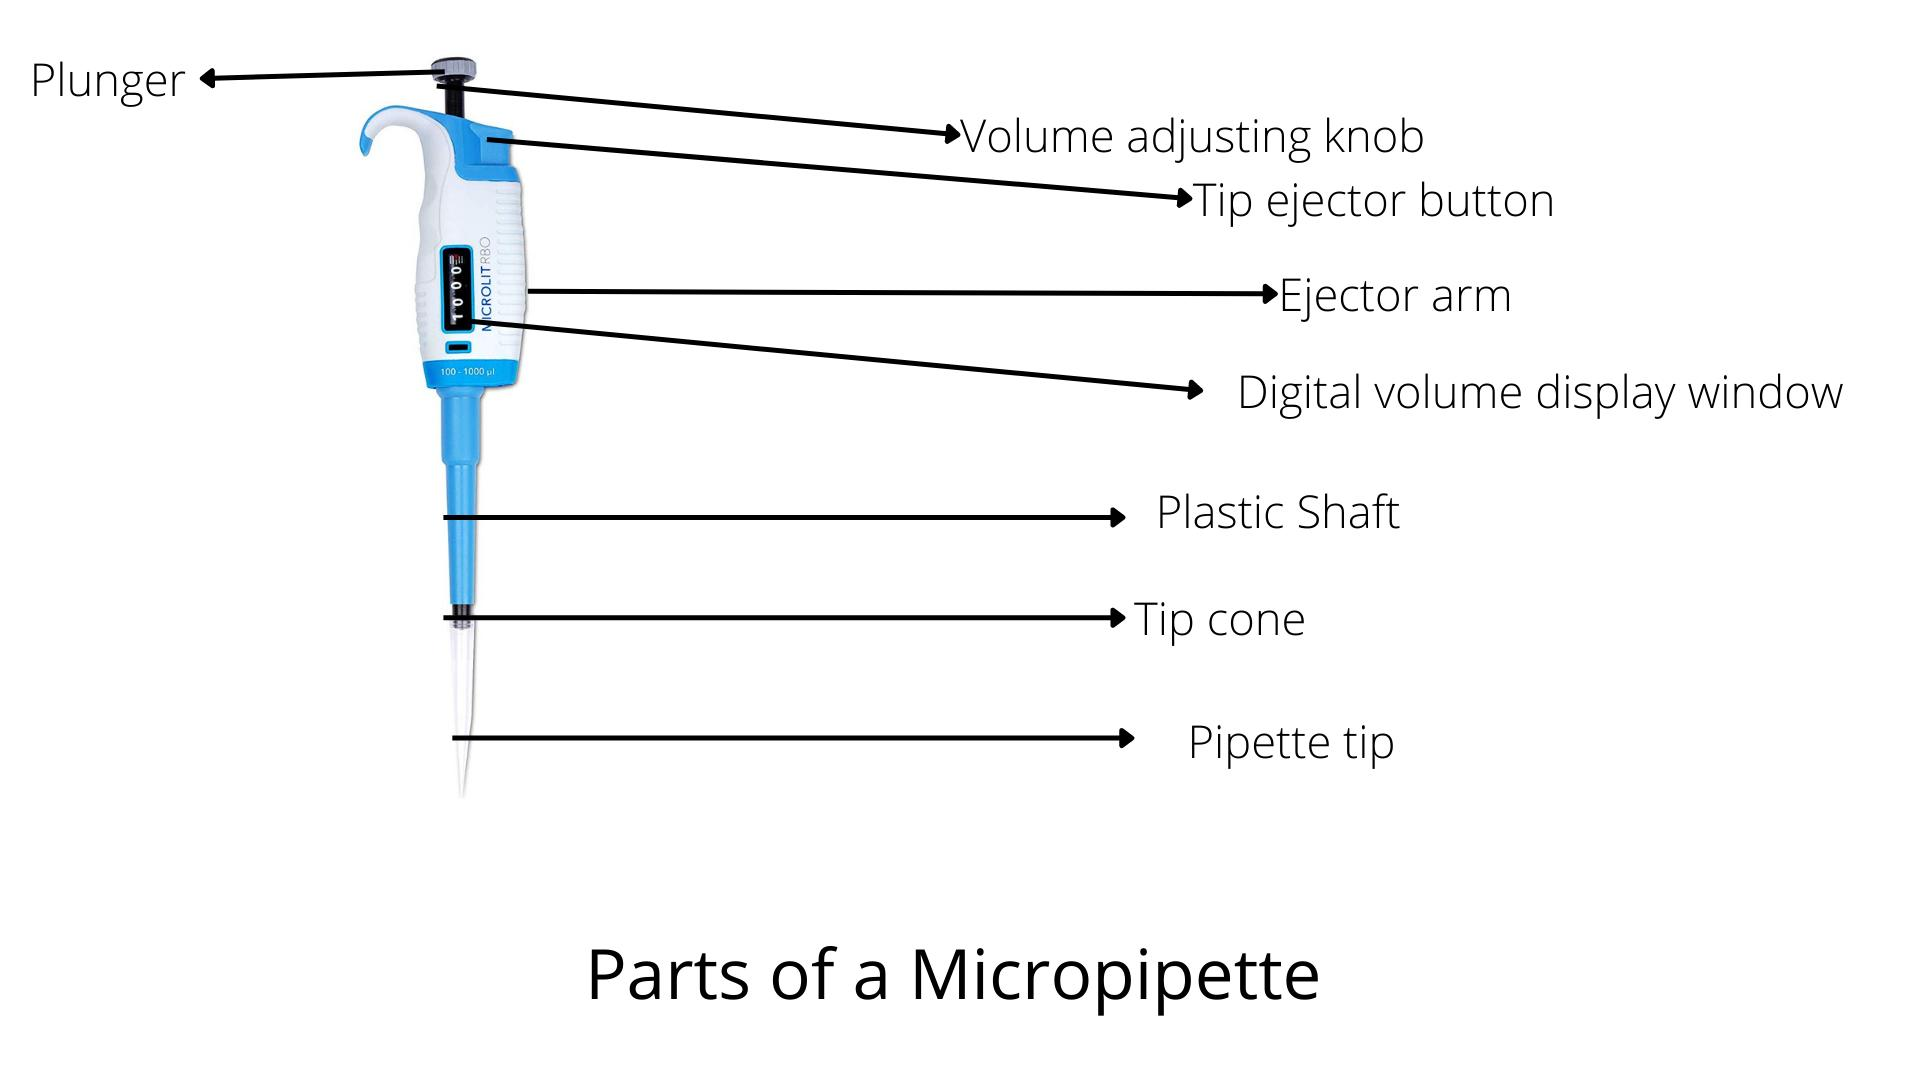 Plunger
Volume adjusting knob
Tip ejector button
Ejector arm
MICROLIT RBO
1000
Digital volume display window
100 - 1000 µl
Plastic Shaft
Tip cone
Pipette tip
Parts of a Micropipette